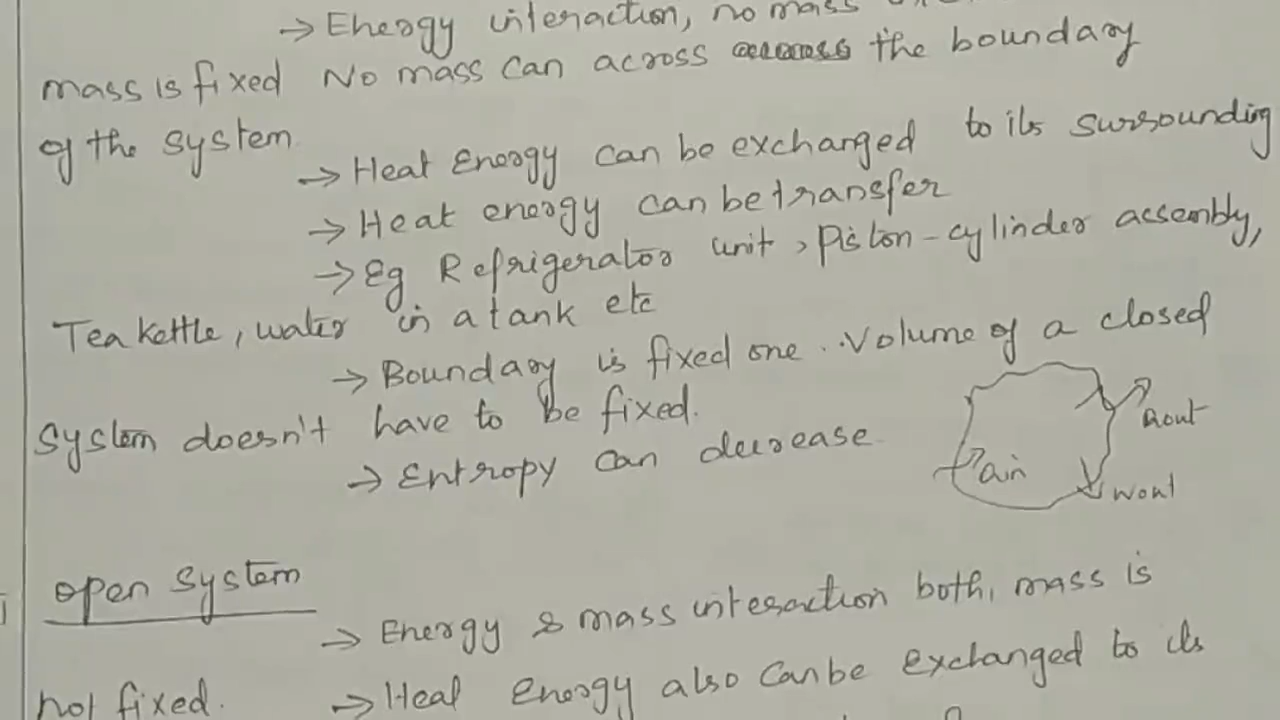 → Energy interaction, no mass
mass is fixed No mass can across the boundary
of the system
→ Heat Energy can be exchanged to its surrounding
→ Heat energy can be transfer
→ Eg Refrigerator unit, Piston-cylinder assembly,
Tea kettle, water in a tank etc
→ Boundary is fixed one. Volume of a closed
system doesn't have to be fixed.
→ Entropy can decrease.
aout
ain
wout
open system
→ Energy & mass interaction both, mass is
not fixed.
→ Heat energy also can be exchanged to its